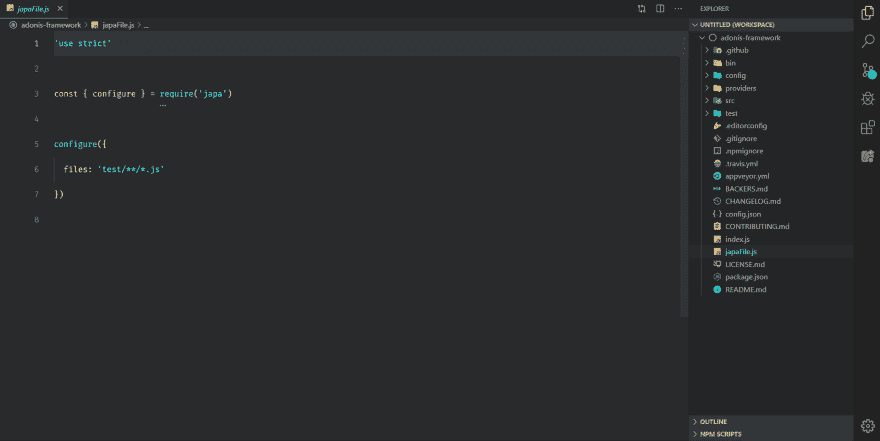 japaFile.js
adonis-framework > japaFile.js > ...
1 'use strict'
2
3 const { configure } = require('japa')
4
5 configure({
6 files: 'test/**/*.js'
7 })
8
EXPLORER
UNTITLED (WORKSPACE)
adonis-framework
.github
bin
config
providers
src
test
.editorconfig
.gitignore
.npmignore
.travis.yml
appveyor.yml
BACKERS.md
CHANGELOG.md
config.json
CONTRIBUTING.md
index.js
japaFile.js
LICENSE.md
package.json
README.md
OUTLINE
NPM SCRIPTS